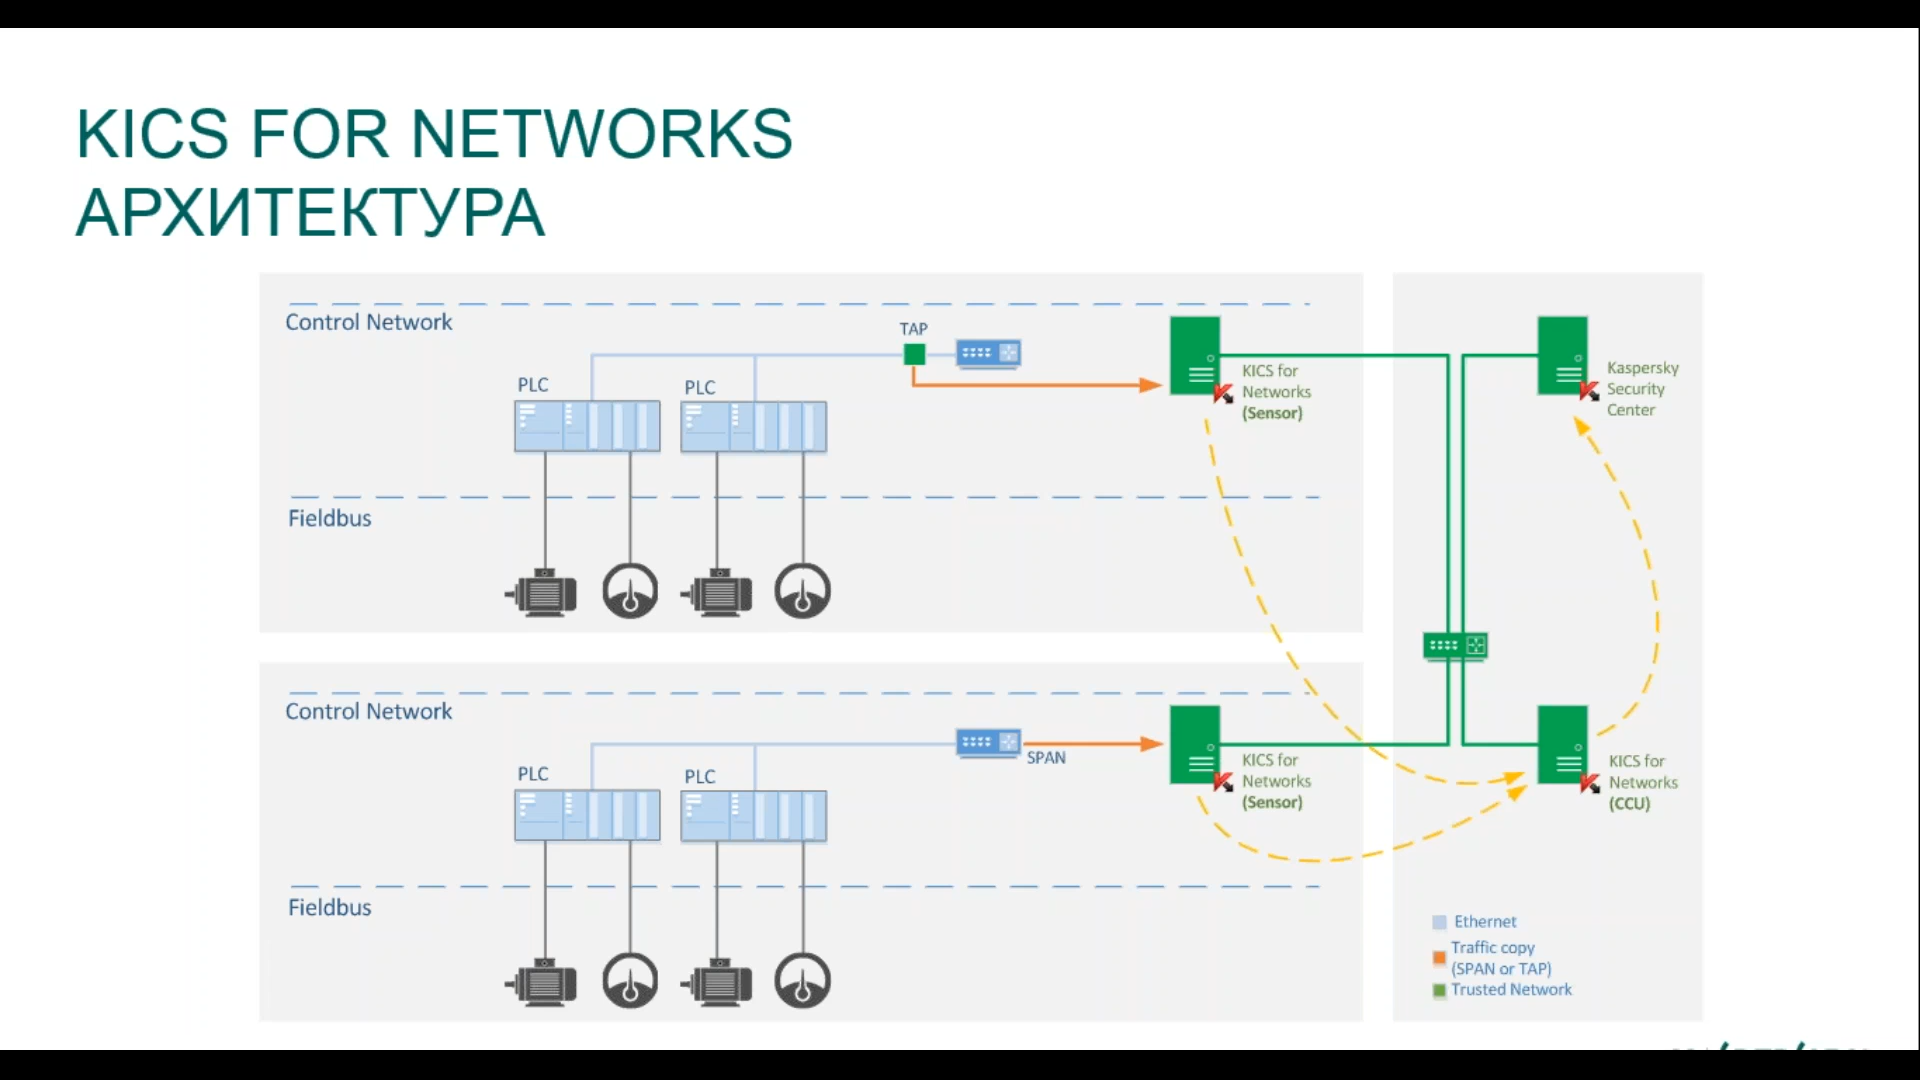 KICS FOR NETWORKS
АРХИТЕКТУРА
Control Network
TAP
PLC
PLC
KICS for
Networks
(Sensor)
Kaspersky
Security
Center
Fieldbus
Control Network
SPAN
PLC
PLC
KICS for
Networks
(Sensor)
KICS for
Networks
(CCU)
Fieldbus
Ethernet
Traffic copy
(SPAN or TAP)
Trusted Network